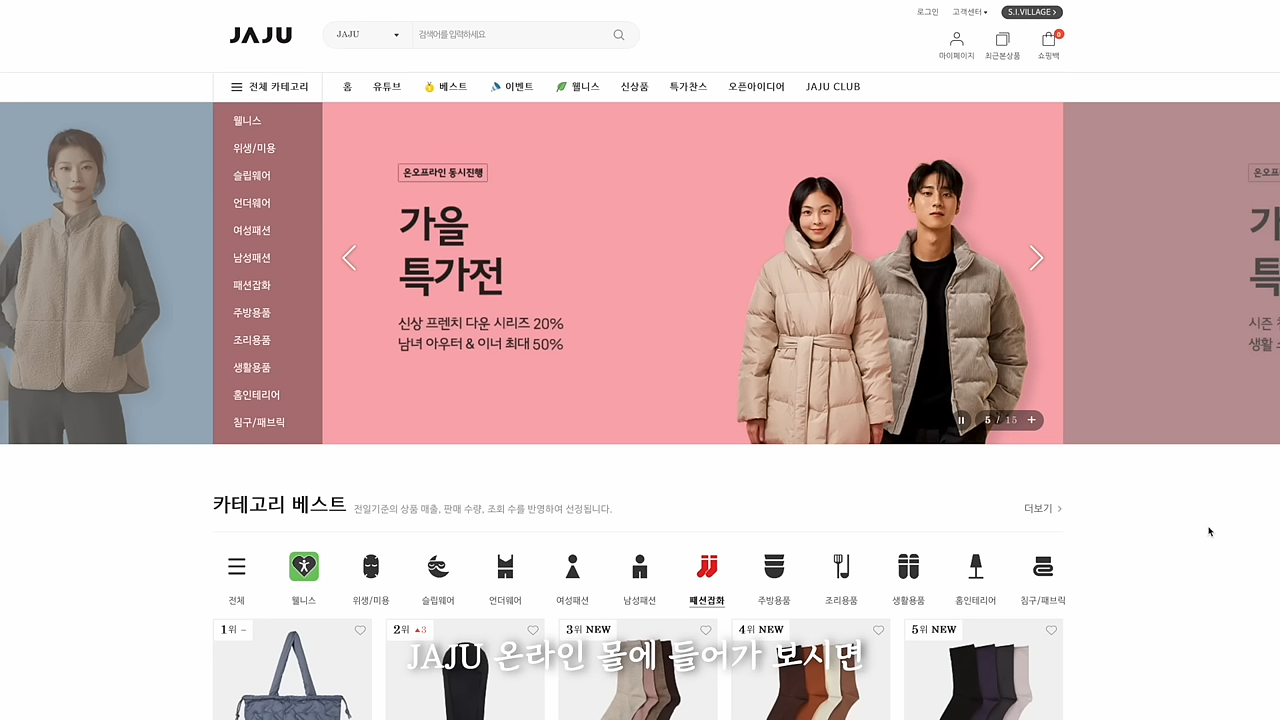 로그인 고객센터 S.I.VILLAGE
JAJU
JAJU 검색어를 입력하세요
마이페이지 최근본상품 쇼핑백 0
전체 카테고리 홈 유튜브 베스트 이벤트 웰니스 신상품 특가찬스 오픈아이디어 JAJU CLUB
웰니스
위생/미용
슬립웨어
언더웨어
여성패션
남성패션
패션잡화
주방용품
조리용품
생활용품
홈인테리어
침구/패브릭
온오프라인 동시진행
가을
특가전
신상 프렌치 다운 시리즈 20%
남녀 아우터 & 이너 최대 50%
5 / 15
온오프
가
특
시즌
생활
카테고리 베스트 전일기준의 상품 매출, 판매 수량, 조회 수를 반영하여 선정됩니다. 더보기
전체 웰니스 위생/미용 슬립웨어 언더웨어 여성패션 남성패션 패션잡화 주방용품 조리용품 생활용품 홈인테리어 침구/패브릭
1위 – 2위 ▲3 3위 NEW 4위 NEW 5위 NEW
JAJU 온라인 몰에 들어가 보시면